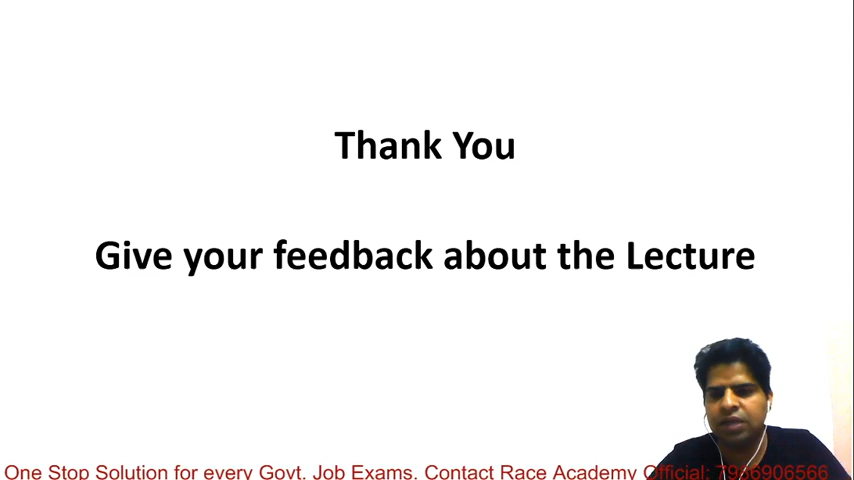 Thank You
Give your feedback about the Lecture
One Stop Solution for every Govt. Job Exams. Contact Race Academy Official: 7986906566